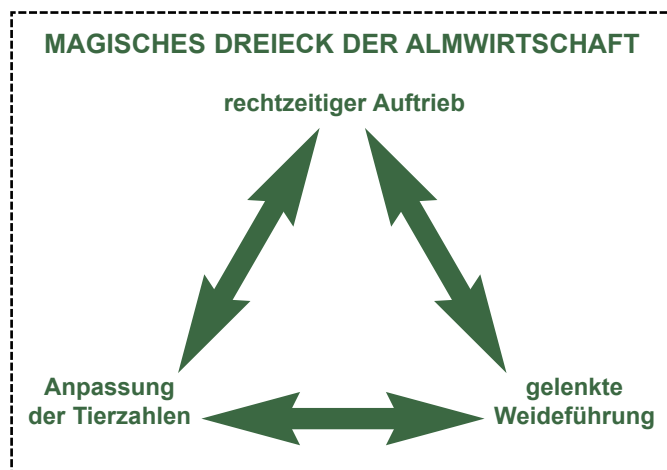 MAGISCHES DREIECK DER ALMWIRTSCHAFT
rechtzeitiger Auftrieb
Anpassung
der Tierzahlen
gelenkte
Weideführung